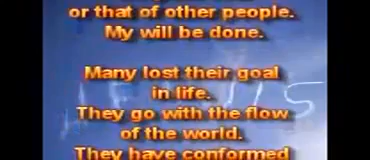 or that of other people.
My will be done.
Many lost their goal
in life.
They go with the flow
of the world.
They have conformed